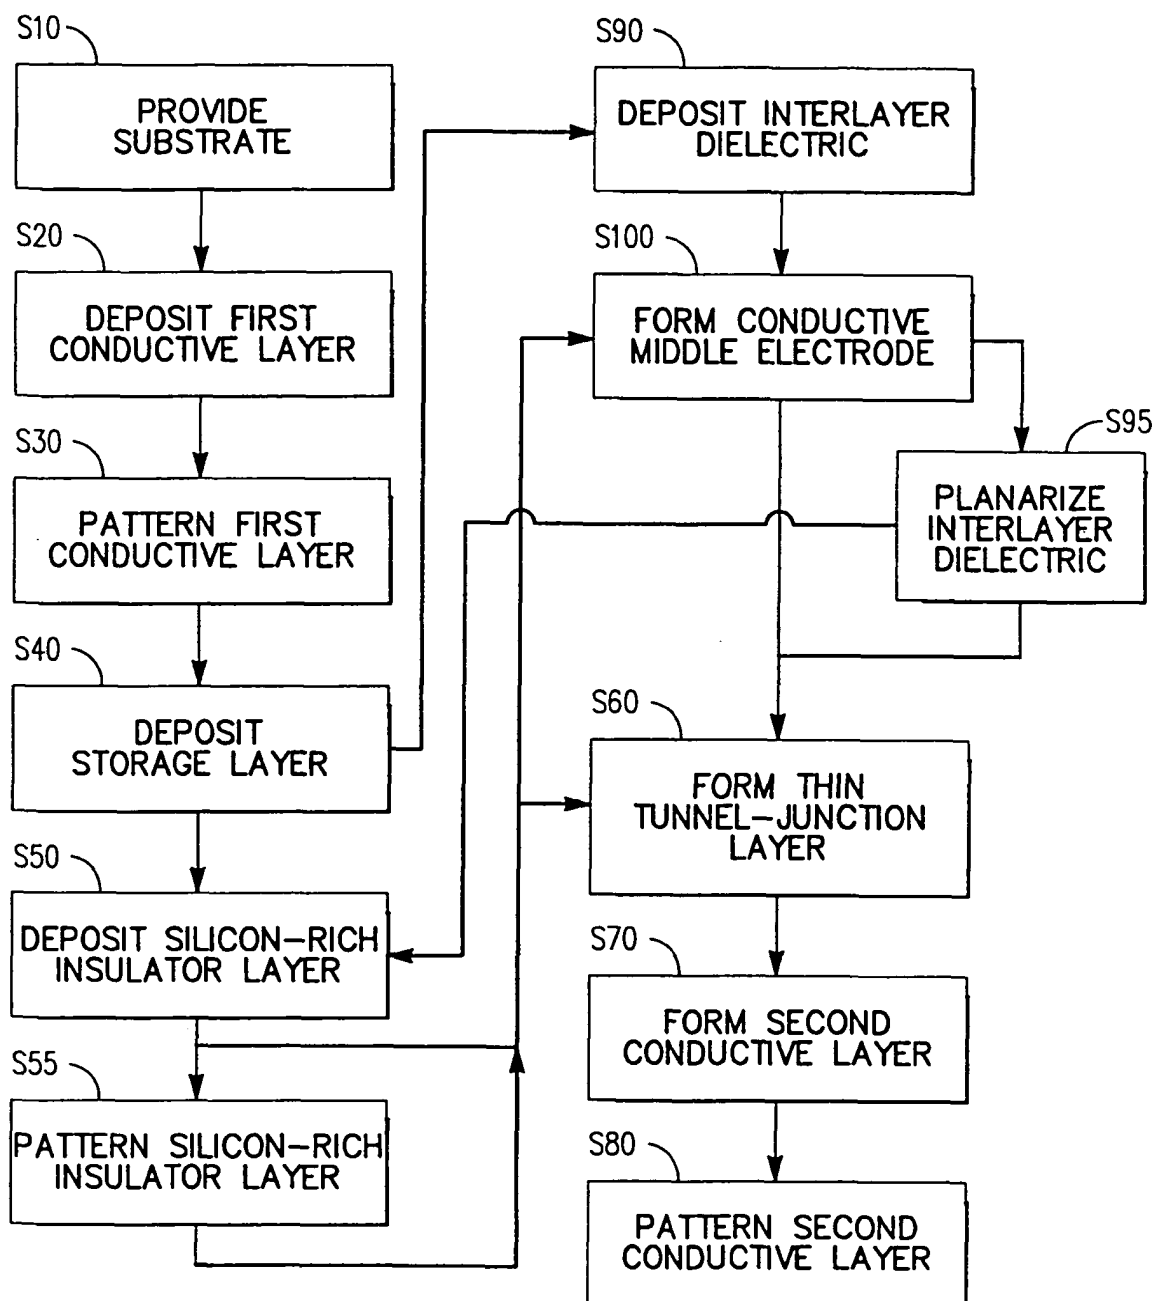 S10
PROVIDE
SUBSTRATE
S20
DEPOSIT FIRST
CONDUCTIVE LAYER
S30
PATTERN FIRST
CONDUCTIVE LAYER
S40
DEPOSIT
STORAGE LAYER
S50
DEPOSIT SILICON-RICH
INSULATOR LAYER
S55
PATTERN SILICON-RICH
INSULATOR LAYER
S90
DEPOSIT INTERLAYER
DIELECTRIC
S100
FORM CONDUCTIVE
MIDDLE ELECTRODE
S95
PLANARIZE
INTERLAYER
DIELECTRIC
S60
FORM THIN
TUNNEL-JUNCTION
LAYER
S70
FORM SECOND
CONDUCTIVE LAYER
S80
PATTERN SECOND
CONDUCTIVE LAYER